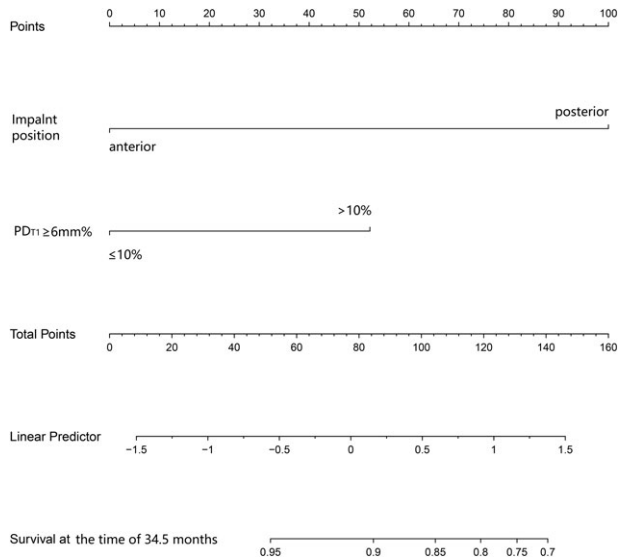 0 10 20 30 40 50 60 70 80 90 100
Points
posterior
Impalnt
position
anterior
>10%
PDT1 ≥6mm%
≤10%
Total Points
0 20 40 60 80 100 120 140 160
Linear Predictor
−1.5 −1 −0.5 0 0.5 1 1.5
Survival at the time of 34.5 months
0.95 0.9 0.85 0.8 0.75 0.7